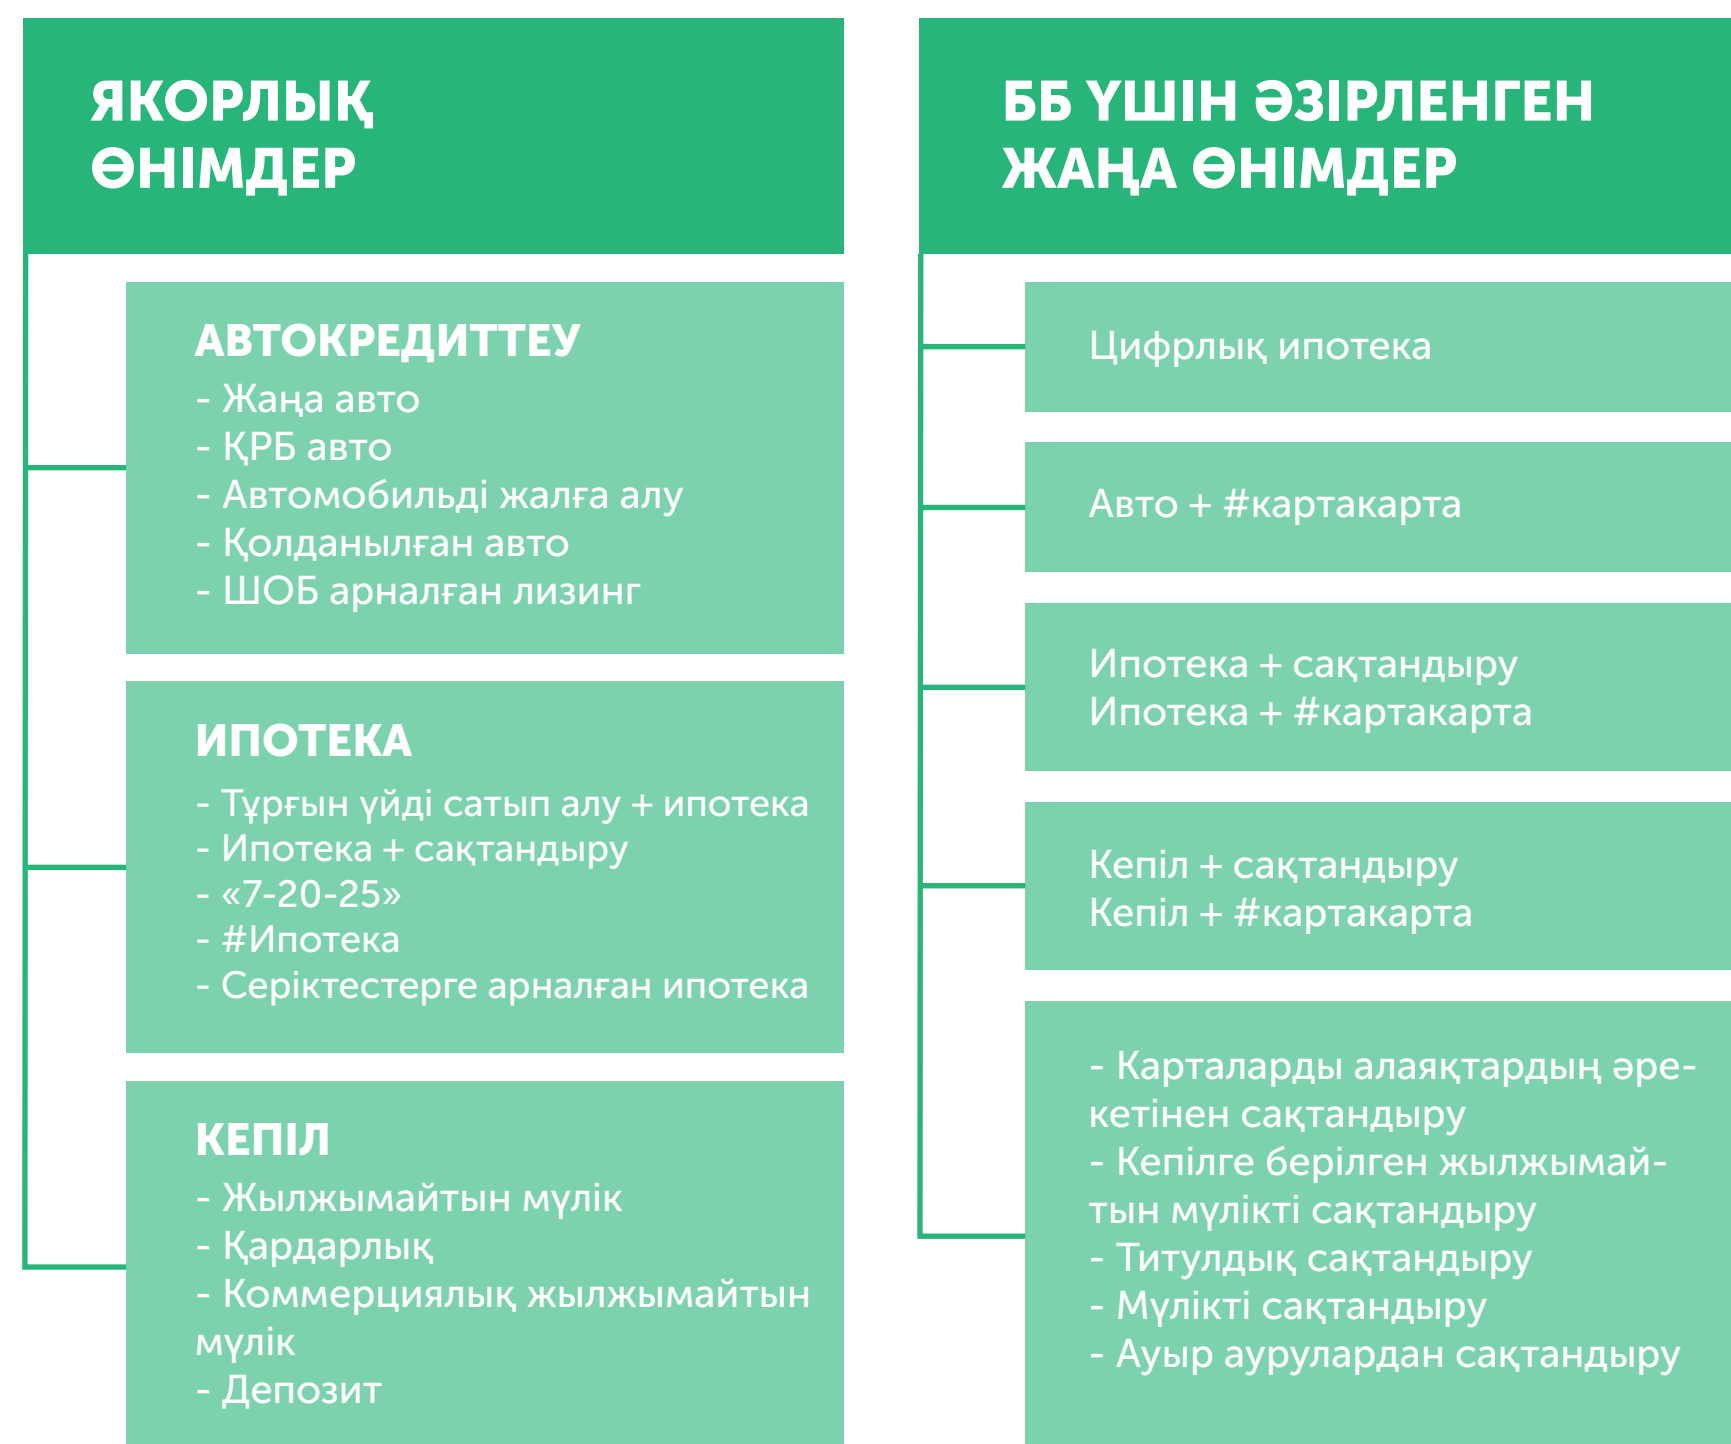 ЯКОРЛЫҚ
ӨНІМДЕР
АВТОКРЕДИТТЕУ
- Жаңа авто
- ҚРБ авто
- Автомобильді жалға алу
- Қолданылған авто
- ШОБ арналған лизинг
ИПОТЕКА
- Тұрғын үйді сатып алу + ипотека
- Ипотека + сақтандыру
- «7-20-25»
- #Ипотека
- Серіктестерге арналған ипотека
КЕПІЛ
- Жылжымайтын мүлік
- Қардарлық
- Коммерциялық жылжымайтын
мүлік
- Депозит
ББ ҮШІН ӘЗІРЛЕНГЕН
ЖАҢА ӨНІМДЕР
Цифрлық ипотека
Авто + #картакарта
Ипотека + сақтандыру
Ипотека + #картакарта
Кепіл + сақтандыру
Кепіл + #картакарта
- Карталарды алаяқтардың әре-
кетінен сақтандыру
- Кепілге берілген жылжымай-
тын мүлікті сақтандыру
- Титулдық сақтандыру
- Мүлікті сақтандыру
- Ауыр аурулардан сақтандыру